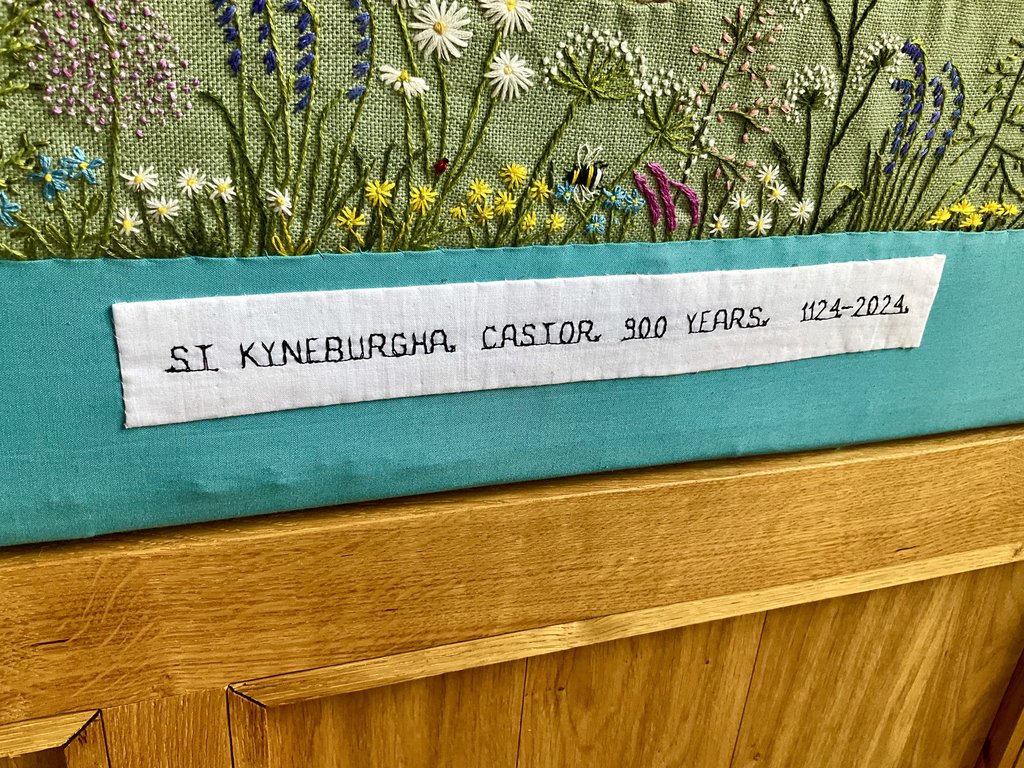 ST KYNEBURGHA. CASTOR. 900 YEARS. 1124-2024.